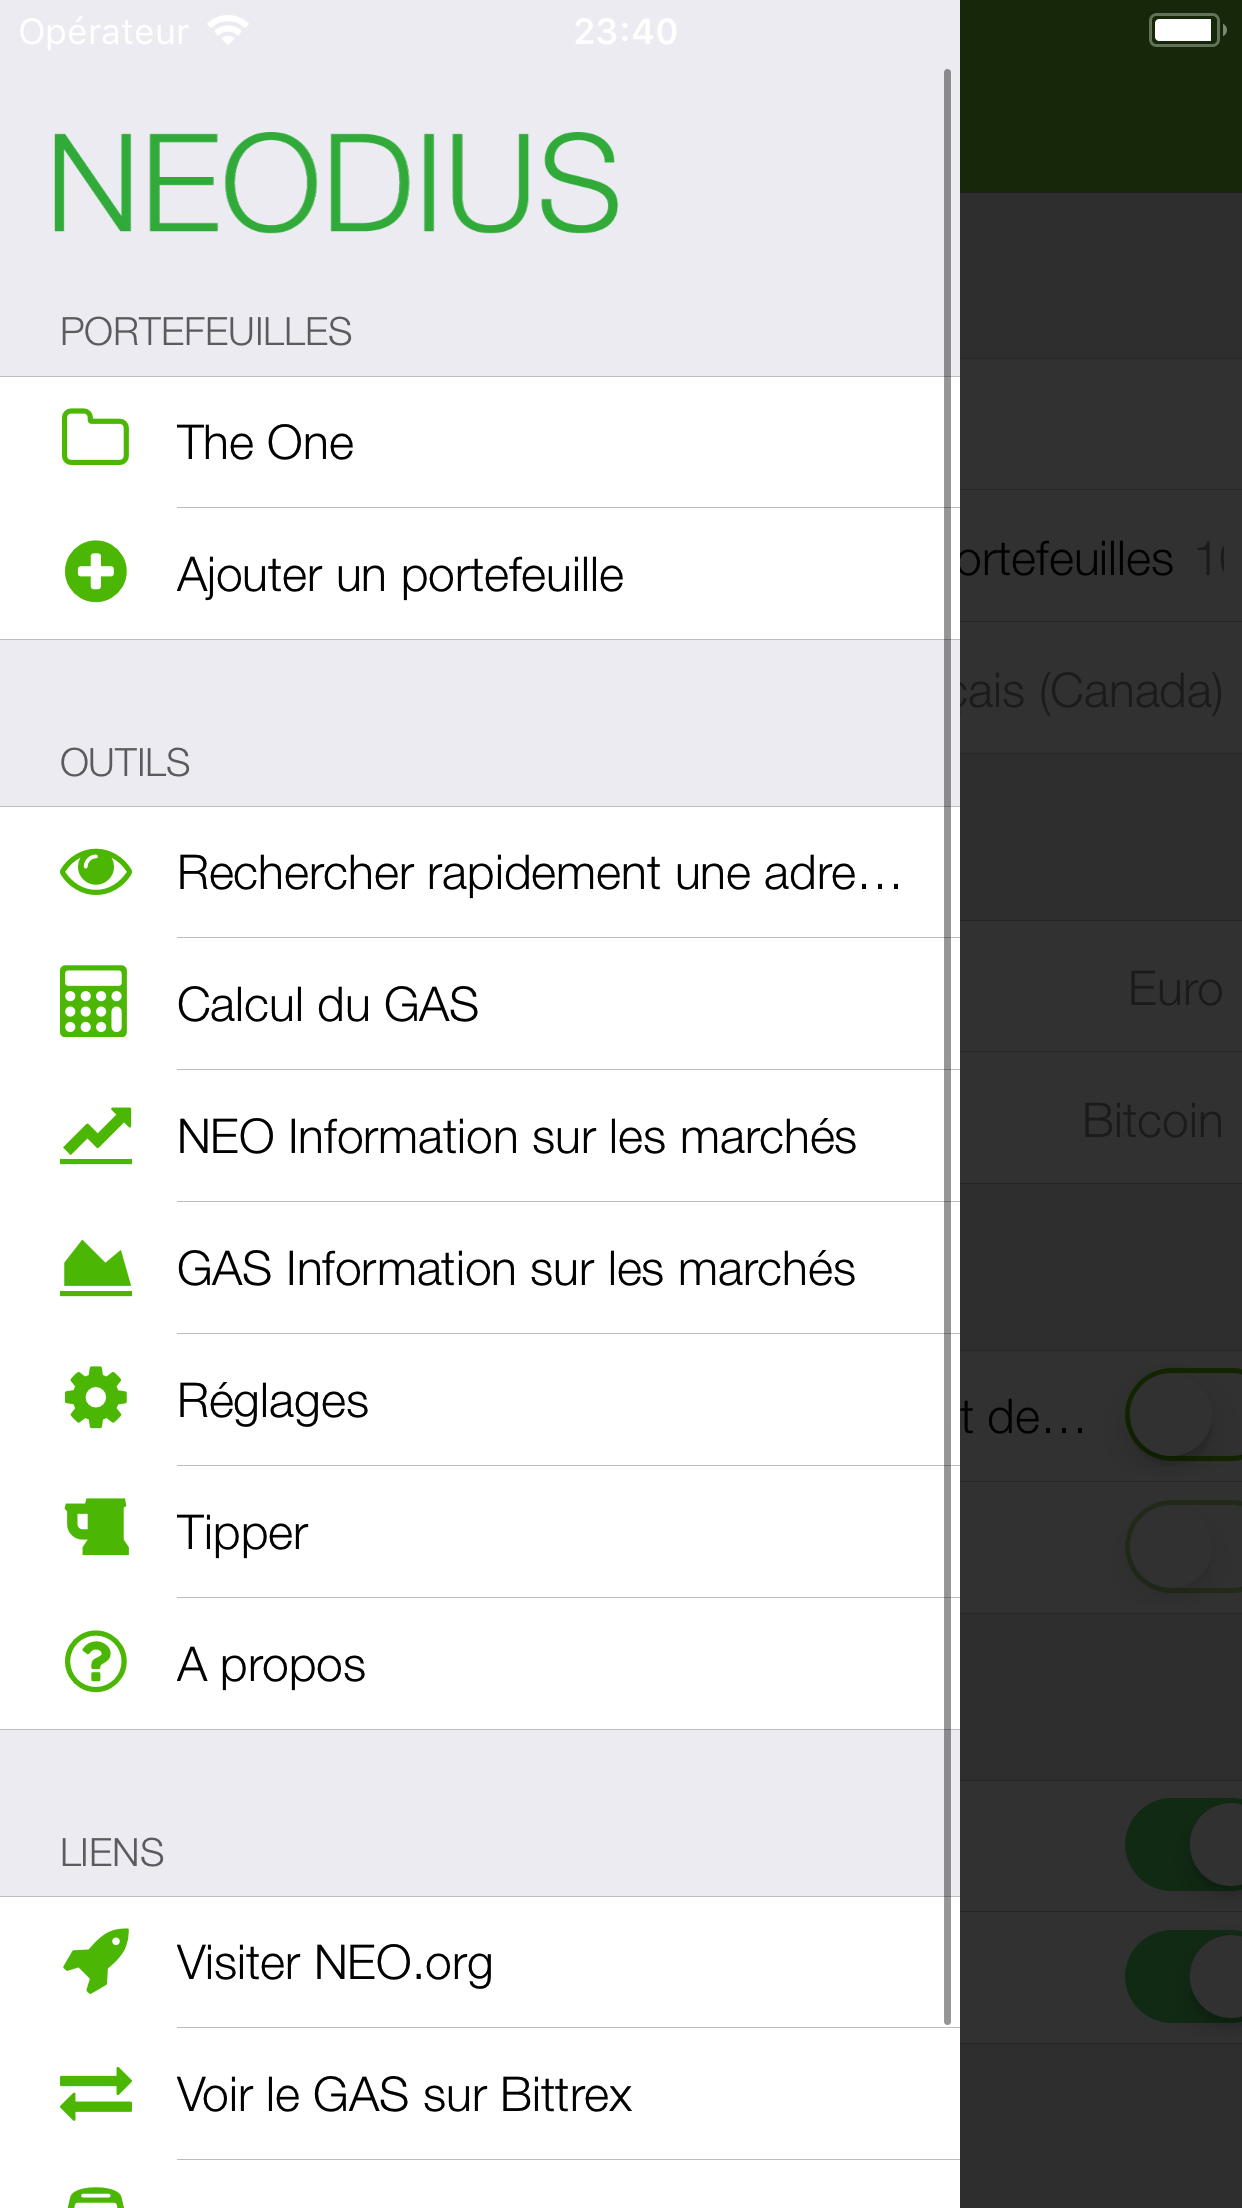 Opérateur 23:40
NEODIUS
PORTEFEUILLES
The One
Ajouter un portefeuille
ortefeuilles 10
cais (Canada)
OUTILS
Rechercher rapidement une adre...
Calcul du GAS
Euro
NEO Information sur les marchés
Bitcoin
GAS Information sur les marchés
Réglages
t de...
Tipper
A propos
LIENS
Visiter NEO.org
Voir le GAS sur Bittrex